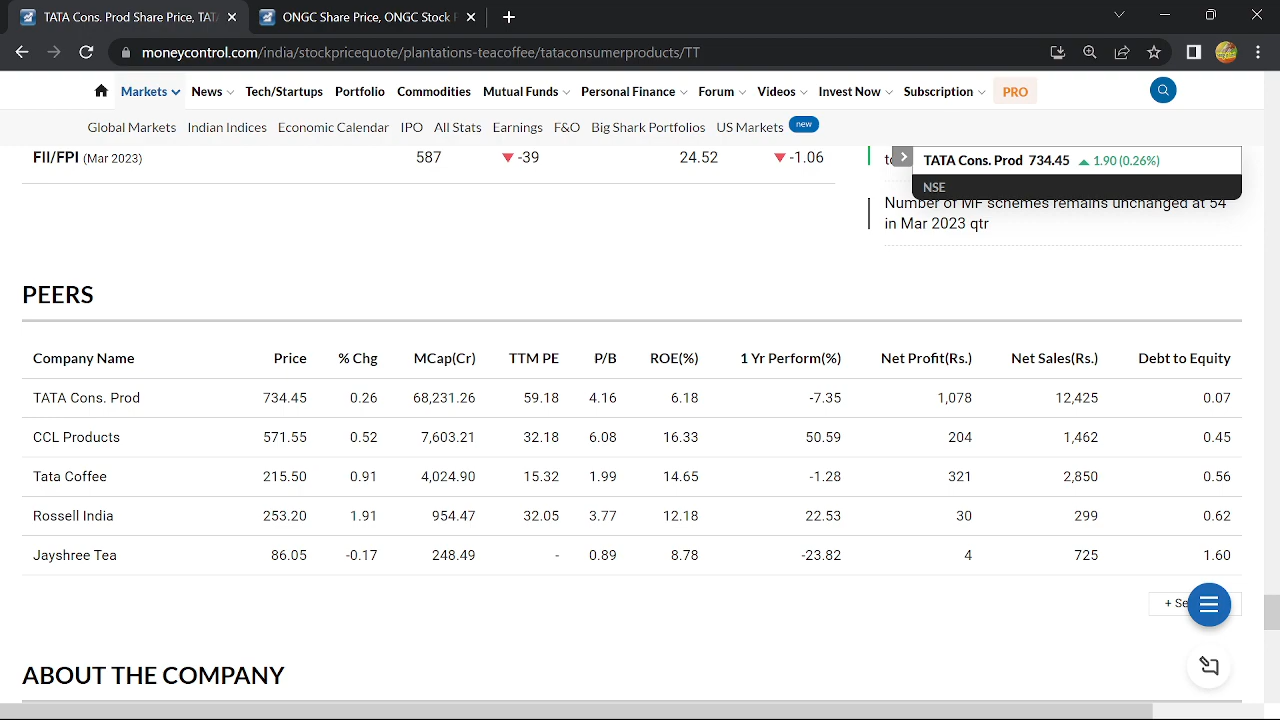 TATA Cons. Prod Share Price, TATA
ONGC Share Price, ONGC Stock P
moneycontrol.com/india/stockpricequote/plantations-teacoffee/tataconsumerproducts/TT
Markets News Tech/Startups Portfolio Commodities Mutual Funds Personal Finance Forum Videos Invest Now Subscription PRO
Global Markets Indian Indices Economic Calendar IPO All Stats Earnings F&O Big Shark Portfolios US Markets new
FII/FPI (Mar 2023) 587 -39 24.52 -1.06
TATA Cons. Prod 734.45 1.90 (0.26%)
NSE
Number of MF schemes remains unchanged at 54
in Mar 2023 qtr
PEERS
Company Name Price % Chg MCap(Cr) TTM PE P/B ROE(%) 1 Yr Perform(%) Net Profit(Rs.) Net Sales(Rs.) Debt to Equity
TATA Cons. Prod 734.45 0.26 68,231.26 59.18 4.16 6.18 -7.35 1,078 12,425 0.07
CCL Products 571.55 0.52 7,603.21 32.18 6.08 16.33 50.59 204 1,462 0.45
Tata Coffee 215.50 0.91 4,024.90 15.32 1.99 14.65 -1.28 321 2,850 0.56
Rossell India 253.20 1.91 954.47 32.05 3.77 12.18 22.53 30 299 0.62
Jayshree Tea 86.05 -0.17 248.49 - 0.89 8.78 -23.82 4 725 1.60
ABOUT THE COMPANY